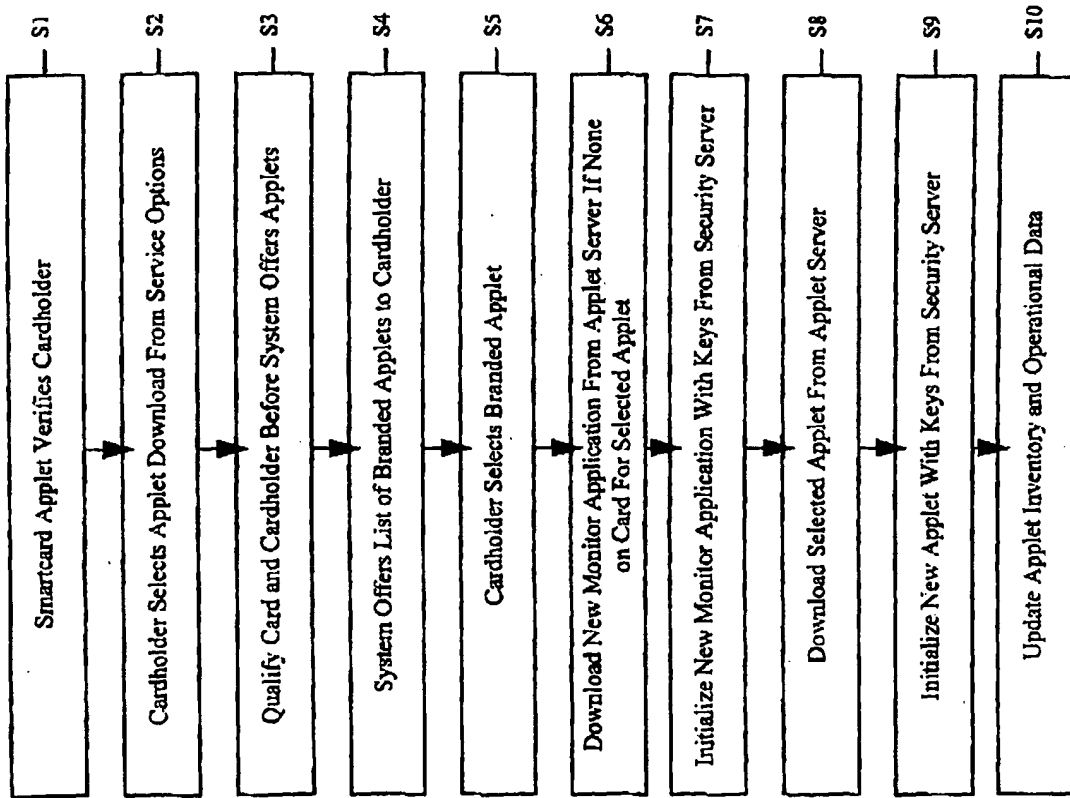 Smartcard Applet Verifies Cardholder
S1
Cardholder Selects Applet Download From Service Options
S2
Qualify Card and Cardholder Before System Offers Applets
S3
System Offers List of Branded Applets to Cardholder
S4
Cardholder Selects Branded Applet
S5
Download New Monitor Application From Applet Server If None
on Card For Selected Applet
S6
Initialize New Monitor Application With Keys From Security Server
S7
Download Selected Applet From Applet Server
S8
Initialize New Applet With Keys From Security Server
S9
Update Applet Inventory and Operational Data
S10